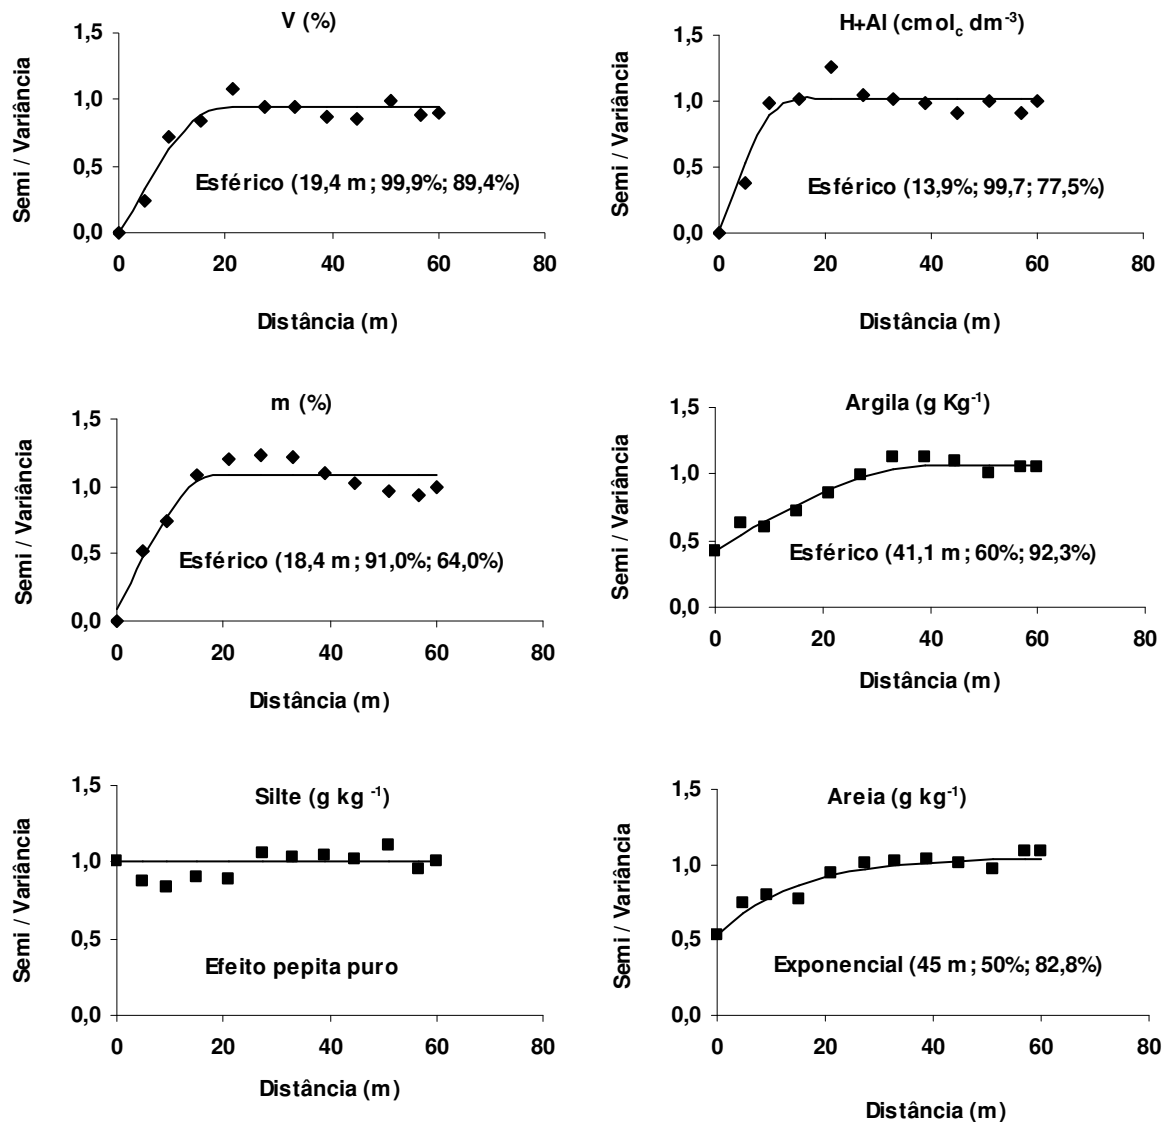 V (%)
Semi / Variância
1,5
1,0
0,5
0,0
Esférico (19,4 m; 99,9%; 89,4%)
0 20 40 60 80
Distância (m)
H+Al (cmolc dm-3)
Semi / Variância
1,5
1,0
0,5
0,0
Esférico (13,9%; 99,7; 77,5%)
0 20 40 60 80
Distância (m)
m (%)
Semi / Variância
1,5
1,0
0,5
0,0
Esférico (18,4 m; 91,0%; 64,0%)
0 20 40 60 80
Distância (m)
Argila (g Kg-1)
Semi / Variância
1,5
1,0
0,5
0,0
Esférico (41,1 m; 60%; 92,3%)
0 20 40 60 80
Distância (m)
Silte (g kg -1)
Semi / Variância
1,5
1,0
0,5
0,0
Efeito pepita puro
0 20 40 60 80
Distância (m)
Areia (g kg-1)
Semi / Variância
1,5
1,0
0,5
0,0
Exponencial (45 m; 50%; 82,8%)
0 20 40 60 80
Distância (m)